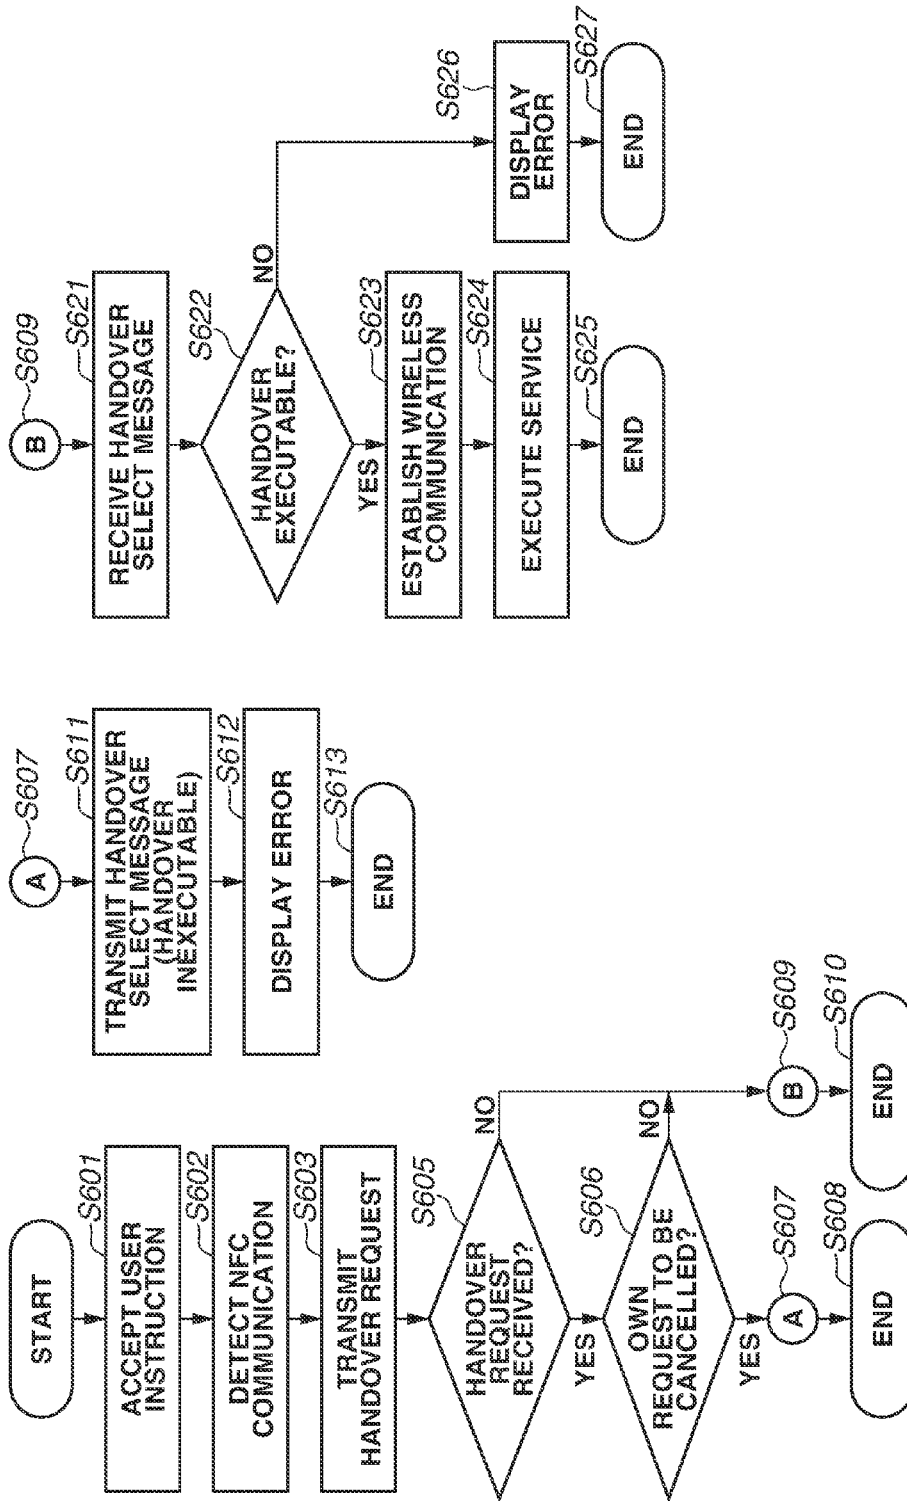 START
S601
ACCEPT USER
INSTRUCTION
S602
DETECT NFC
COMMUNICATION
S603
TRANSMIT
HANDOVER REQUEST
S605
HANDOVER
REQUEST
RECEIVED?
NO
YES
S606
OWN
REQUEST TO BE
CANCELLED?
NO
YES
S607
A
S609
B
S608
END
S610
END
S607
A
S611
TRANSMIT HANDOVER
SELECT MESSAGE
(HANDOVER
INEXECUTABLE)
S612
DISPLAY ERROR
S613
END
S609
B
S621
RECEIVE HANDOVER
SELECT MESSAGE
S622
HANDOVER
EXECUTABLE?
NO
YES
S623
ESTABLISH WIRELESS
COMMUNICATION
S624
EXECUTE SERVICE
S625
END
S626
DISPLAY
ERROR
S627
END